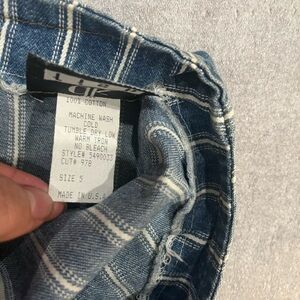 100% COTTON
MACHINE WASH
COLD
TUMBLE DRY LOW
WARM IRON
NO BLEACH
STYLE# 5490027
CUT# 978
SIZE 5
MADE IN U.S.A